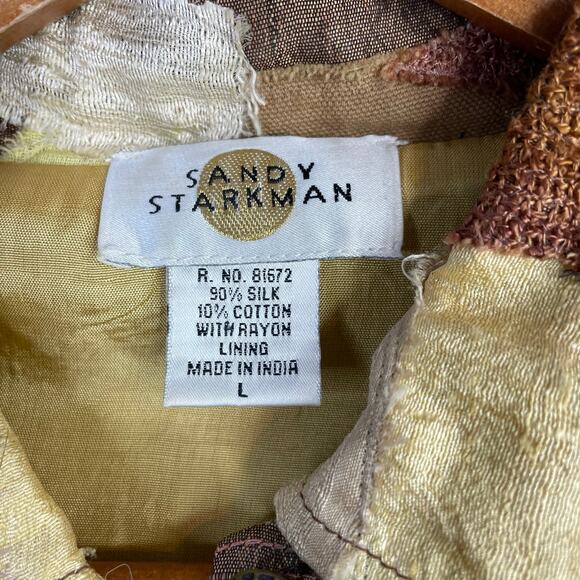 SANDY
STARKMAN
R. NO. 81672
90% SILK
10% COTTON
WITH RAYON
LINING
MADE IN INDIA
L